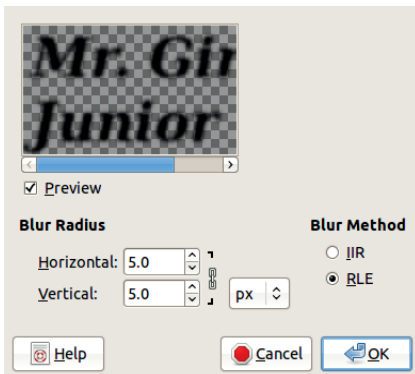 Mr. Gir
Junior
Preview
Blur Radius
Blur Method
Horizontal: 5.0
IIR
Vertical: 5.0
px
RLE
Help
Cancel
OK